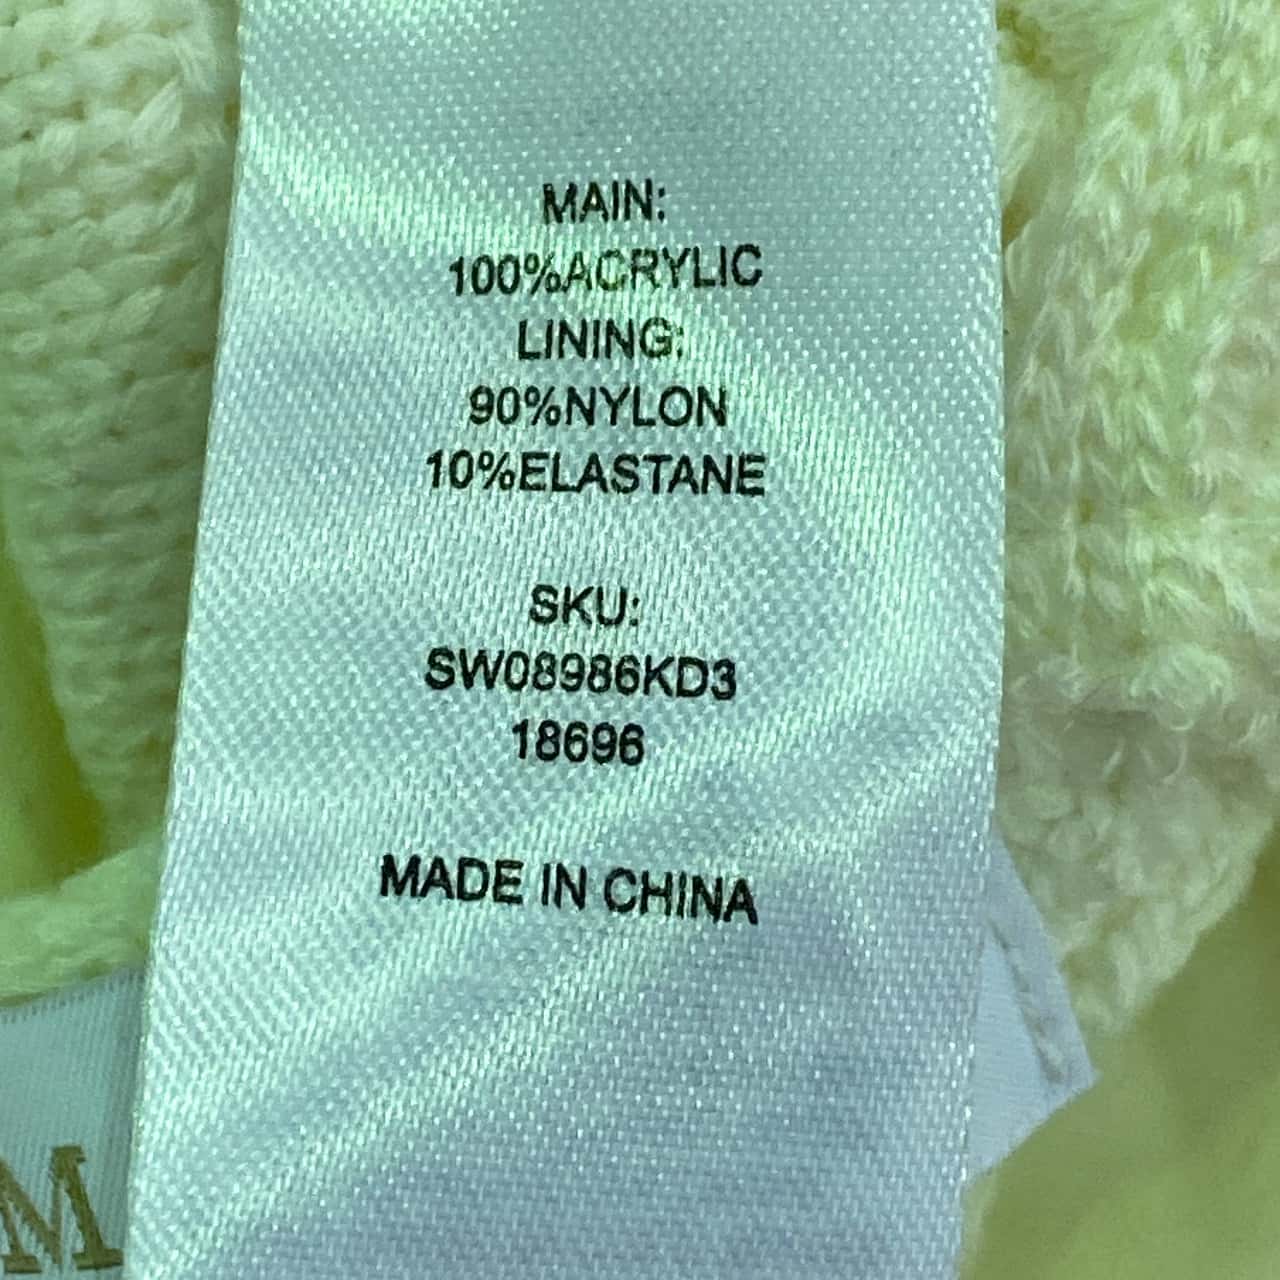 MAIN:
100%ACRYLIC
LINING:
90%NYLON
10%ELASTANE
SKU:
SW08986KD3
18696
MADE IN CHINA
M